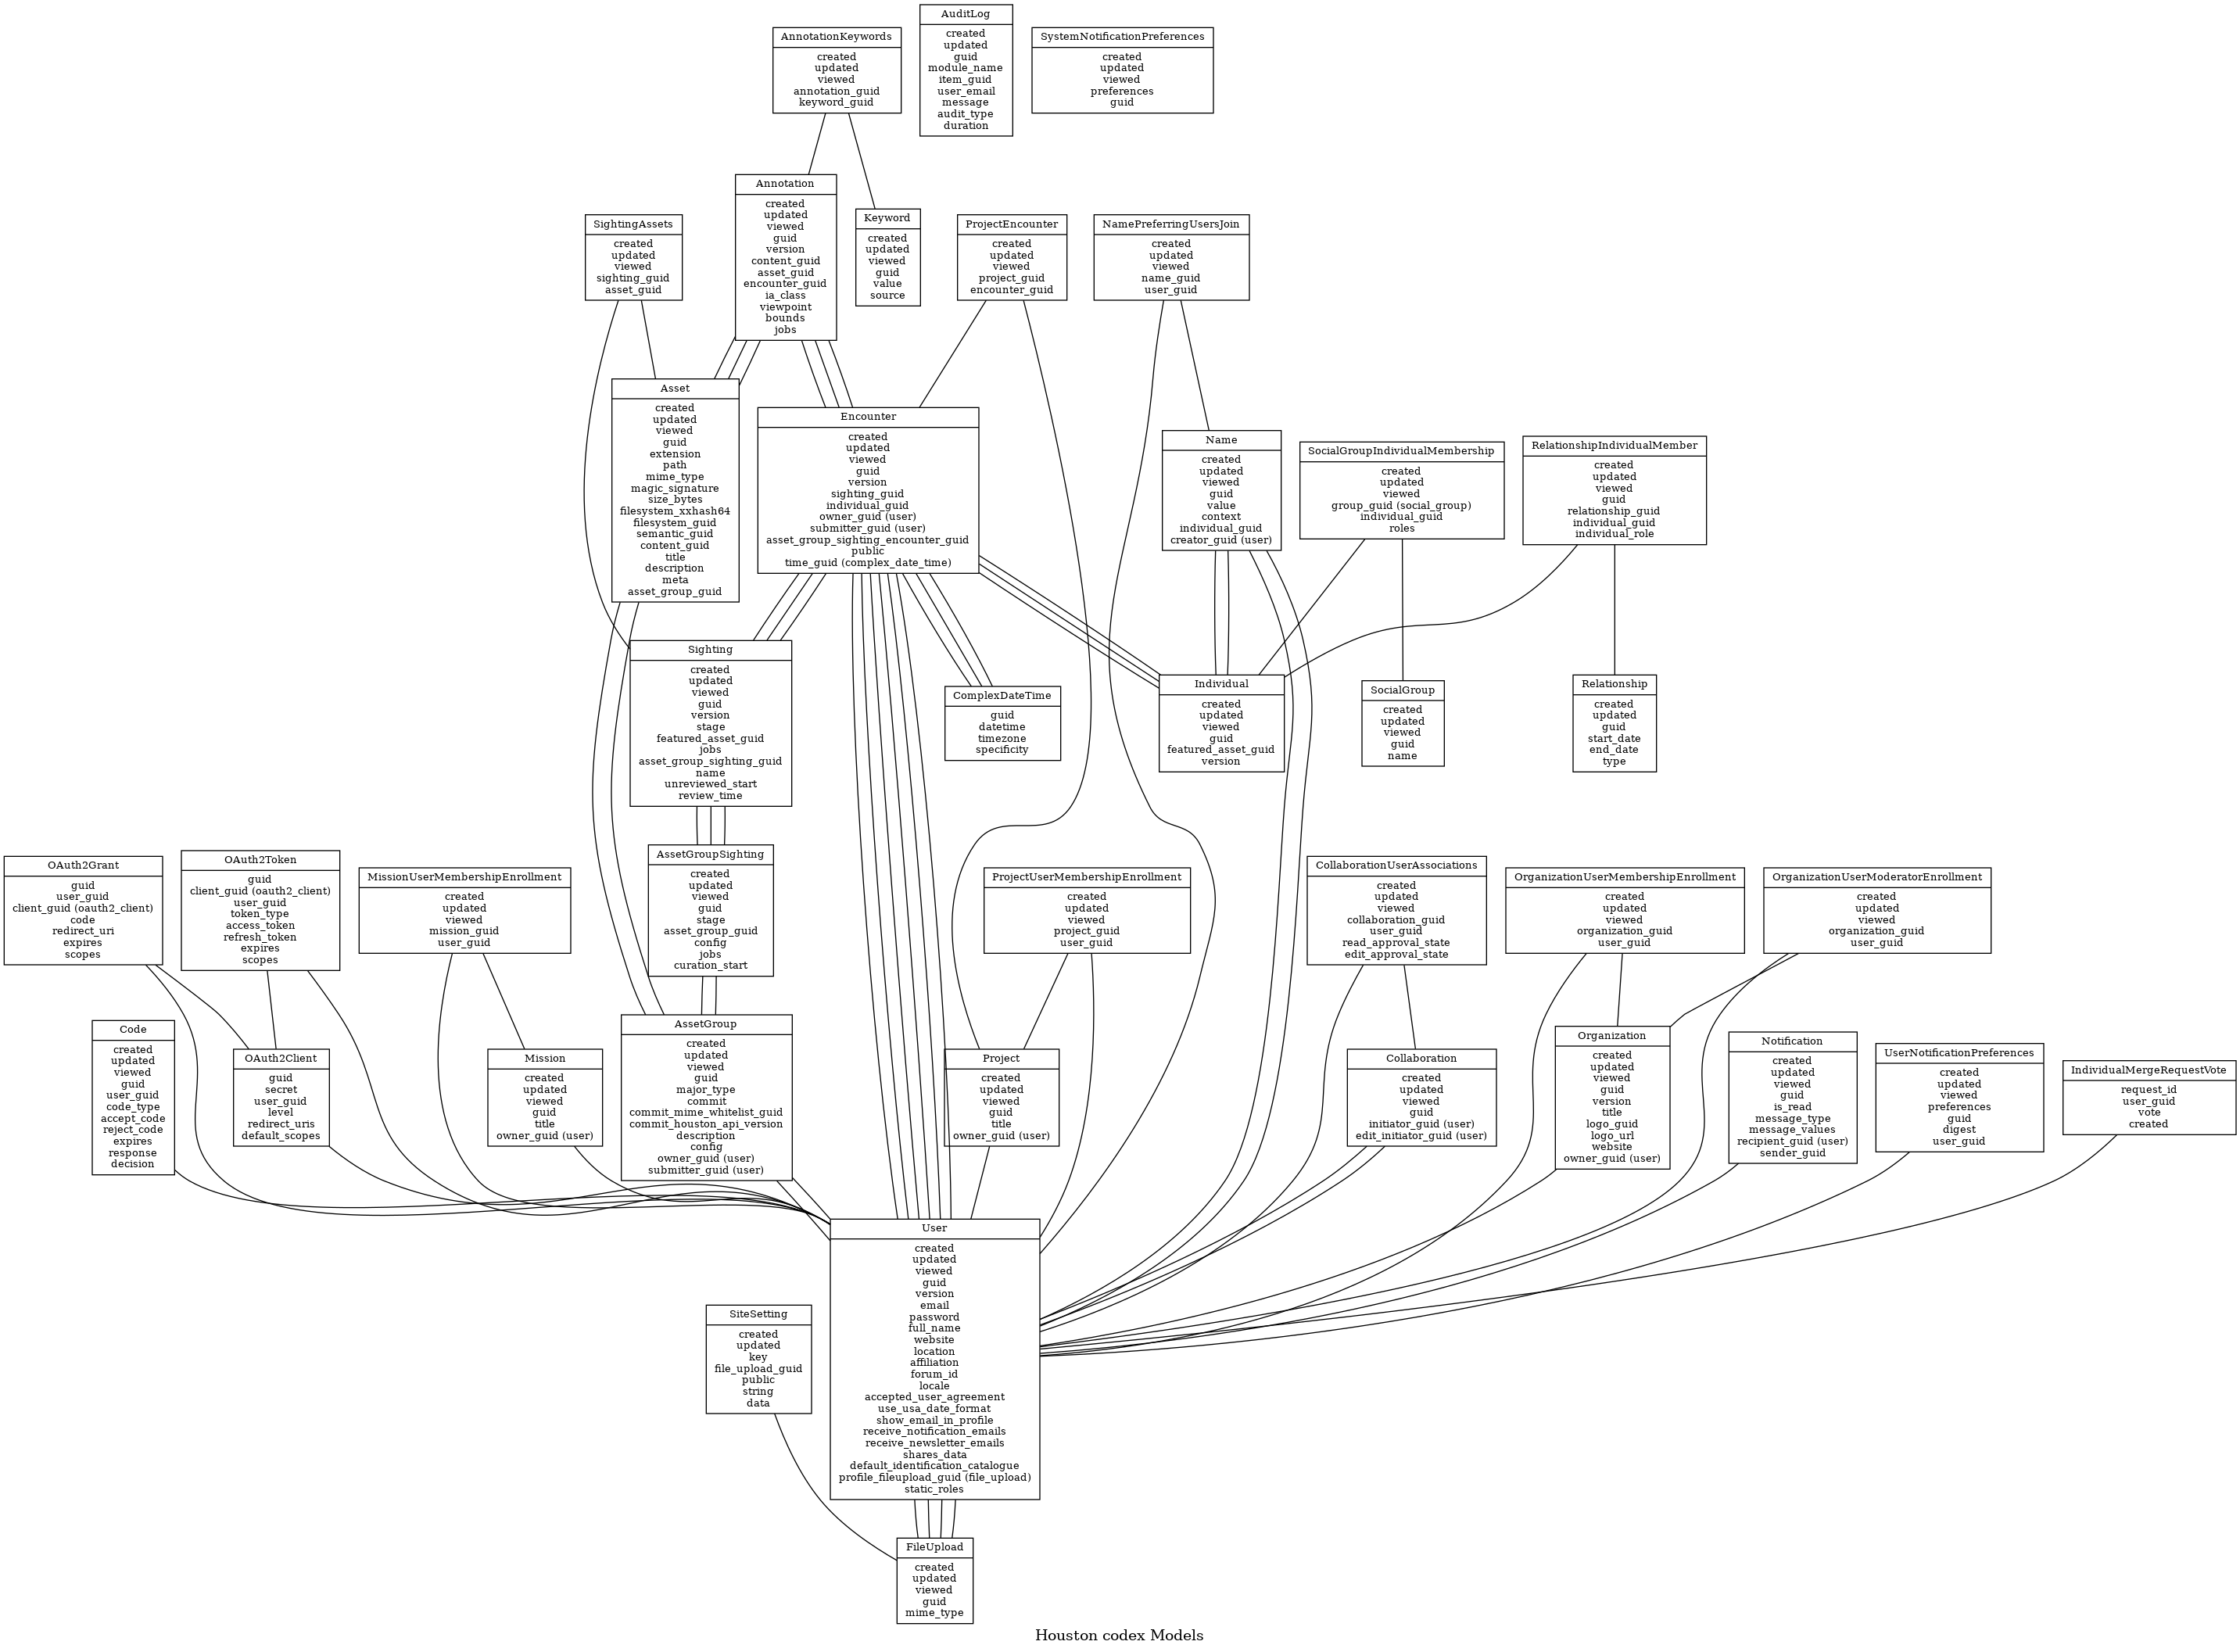 AuditLog
created
updated
guid
module_name
item_guid
user_email
message
audit_type
duration
AnnotationKeywords
created
updated
viewed
annotation_guid
keyword_guid
SystemNotificationPreferences
created
updated
viewed
preferences
guid
Annotation
created
updated
viewed
guid
version
content_guid
asset_guid
encounter_guid
ia_class
viewpoint
bounds
jobs
Keyword
created
updated
viewed
guid
value
source
SightingAssets
created
updated
viewed
sighting_guid
asset_guid
ProjectEncounter
created
updated
viewed
project_guid
encounter_guid
NamePreferringUsersJoin
created
updated
viewed
name_guid
user_guid
Asset
created
updated
viewed
guid
extension
path
mime_type
magic_signature
size_bytes
filesystem_xxhash64
filesystem_guid
semantic_guid
content_guid
title
description
meta
asset_group_guid
Encounter
created
updated
viewed
guid
version
sighting_guid
individual_guid
owner_guid (user)
submitter_guid (user)
asset_group_sighting_encounter_guid
public
time_guid (complex_date_time)
Name
created
updated
viewed
guid
value
context
individual_guid
creator_guid (user)
SocialGroupIndividualMembership
created
updated
viewed
group_guid (social_group)
individual_guid
roles
RelationshipIndividualMember
created
updated
viewed
guid
relationship_guid
individual_guid
individual_role
Sighting
created
updated
viewed
guid
version
stage
featured_asset_guid
jobs
asset_group_sighting_guid
name
unreviewed_start
review_time
ComplexDateTime
guid
datetime
timezone
specificity
Individual
created
updated
viewed
guid
featured_asset_guid
version
SocialGroup
created
updated
viewed
guid
name
Relationship
created
updated
guid
start_date
end_date
type
OAuth2Grant
guid
user_guid
client_guid (oauth2_client)
code
redirect_uri
expires
scopes
OAuth2Token
guid
client_guid (oauth2_client)
user_guid
token_type
access_token
refresh_token
expires
scopes
MissionUserMembershipEnrollment
created
updated
viewed
mission_guid
user_guid
AssetGroupSighting
created
updated
viewed
guid
stage
asset_group_guid
config
jobs
curation_start
ProjectUserMembershipEnrollment
created
updated
viewed
project_guid
user_guid
CollaborationUserAssociations
created
updated
viewed
collaboration_guid
user_guid
read_approval_state
edit_approval_state
OrganizationUserMembershipEnrollment
created
updated
viewed
organization_guid
user_guid
OrganizationUserModeratorEnrollment
created
updated
viewed
organization_guid
user_guid
Code
created
updated
viewed
guid
user_guid
code_type
accept_code
reject_code
expires
response
decision
OAuth2Client
guid
secret
user_guid
level
redirect_uris
default_scopes
Mission
created
updated
viewed
guid
title
owner_guid (user)
AssetGroup
created
updated
viewed
guid
major_type
commit
commit_mime_whitelist_guid
commit_houston_api_version
description
config
owner_guid (user)
submitter_guid (user)
Project
created
updated
viewed
guid
title
owner_guid (user)
Collaboration
created
updated
viewed
guid
initiator_guid (user)
edit_initiator_guid (user)
Organization
created
updated
viewed
guid
version
title
logo_guid
logo_url
website
owner_guid (user)
Notification
created
updated
viewed
guid
is_read
message_type
message_values
recipient_guid (user)
sender_guid
UserNotificationPreferences
created
updated
viewed
preferences
guid
digest
user_guid
IndividualMergeRequestVote
request_id
user_guid
vote
created
User
created
updated
viewed
guid
version
email
password
full_name
website
location
affiliation
forum_id
locale
accepted_user_agreement
use_usa_date_format
show_email_in_profile
receive_notification_emails
receive_newsletter_emails
shares_data
default_identification_catalogue
profile_fileupload_guid (file_upload)
static_roles
SiteSetting
created
updated
key
file_upload_guid
public
string
data
FileUpload
created
updated
viewed
guid
mime_type
Houston codex Models